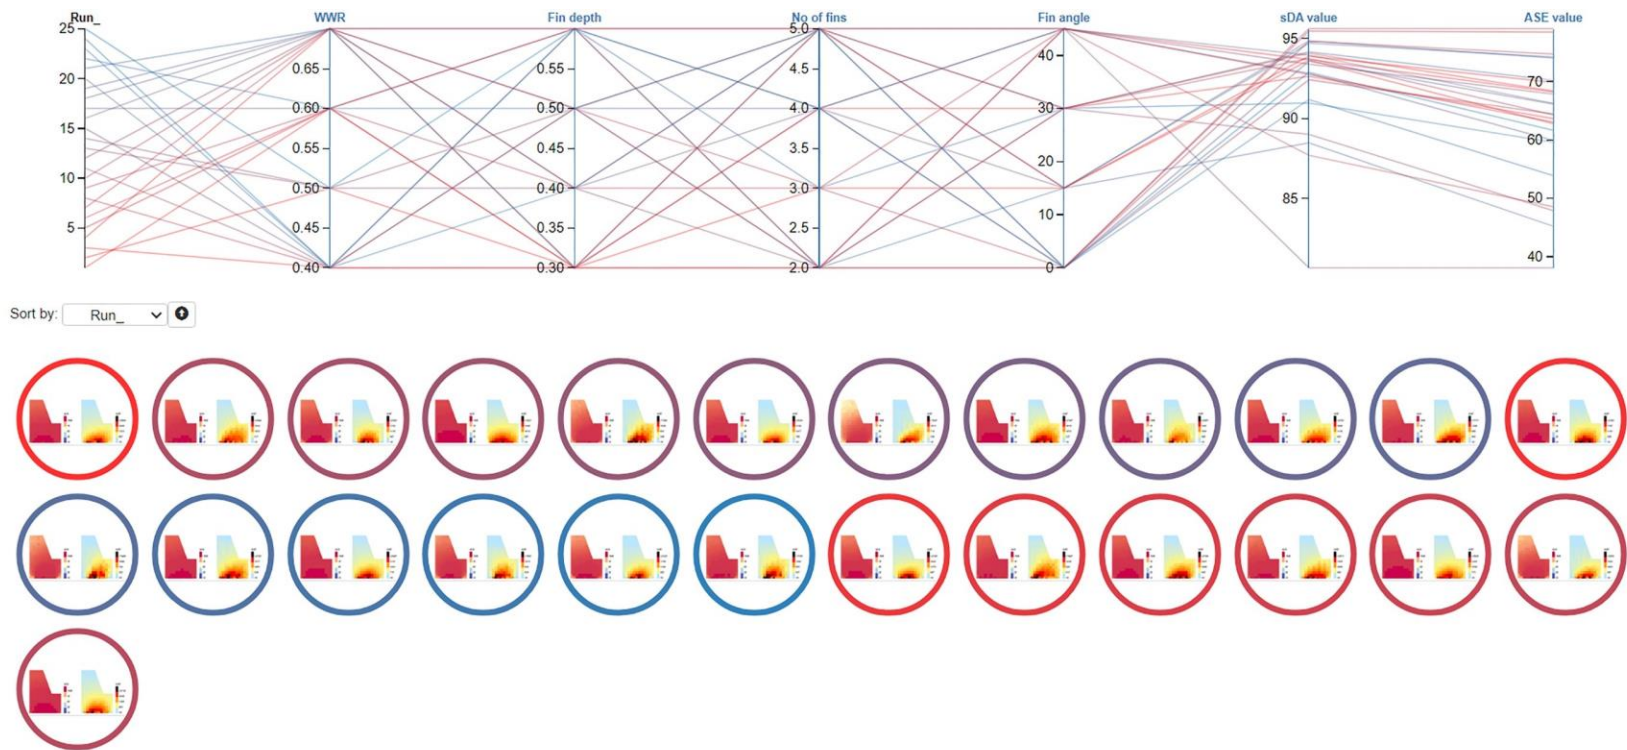 Run_ WWR Fin depth No of fins Fin angle sDA value ASE value
25 5.0
95
0.65 0.55 4.5 40
20 70
0.60 0.50 4.0 30
90
15 0.55 0.45 3.5 20 60
10 0.50 0.40 3.0
85 50
5 0.45 0.35 2.5 10
40
0.40 0.30 2.0 0
Sort by: Run_